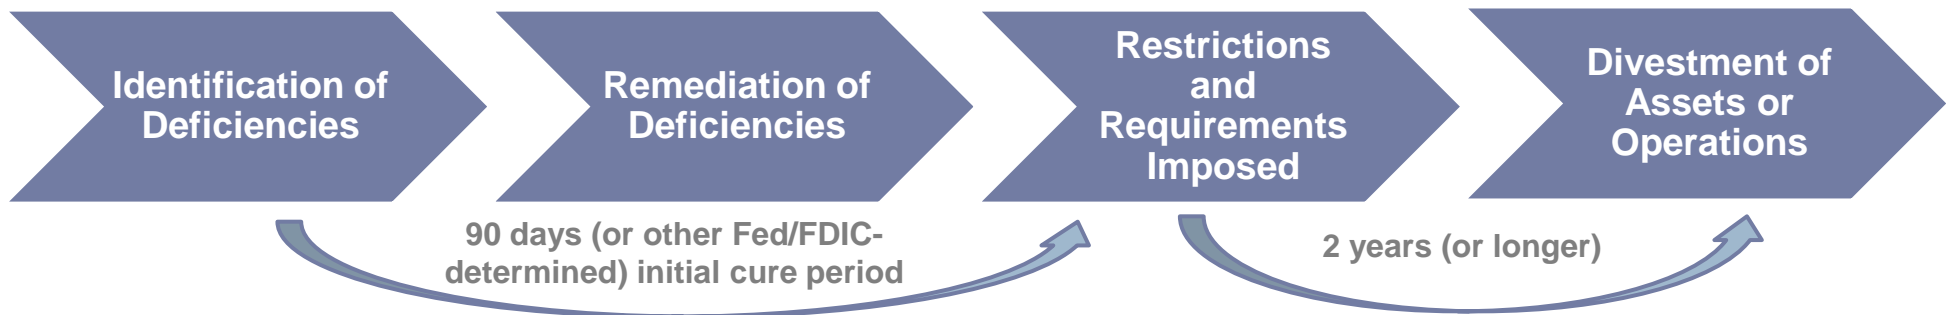 Identification of
Deficiencies
Remediation of
Deficiencies
Restrictions
and
Requirements
Imposed
Divestment of
Assets or
Operations
90 days (or other Fed/FDIC-
determined) initial cure period
2 years (or longer)